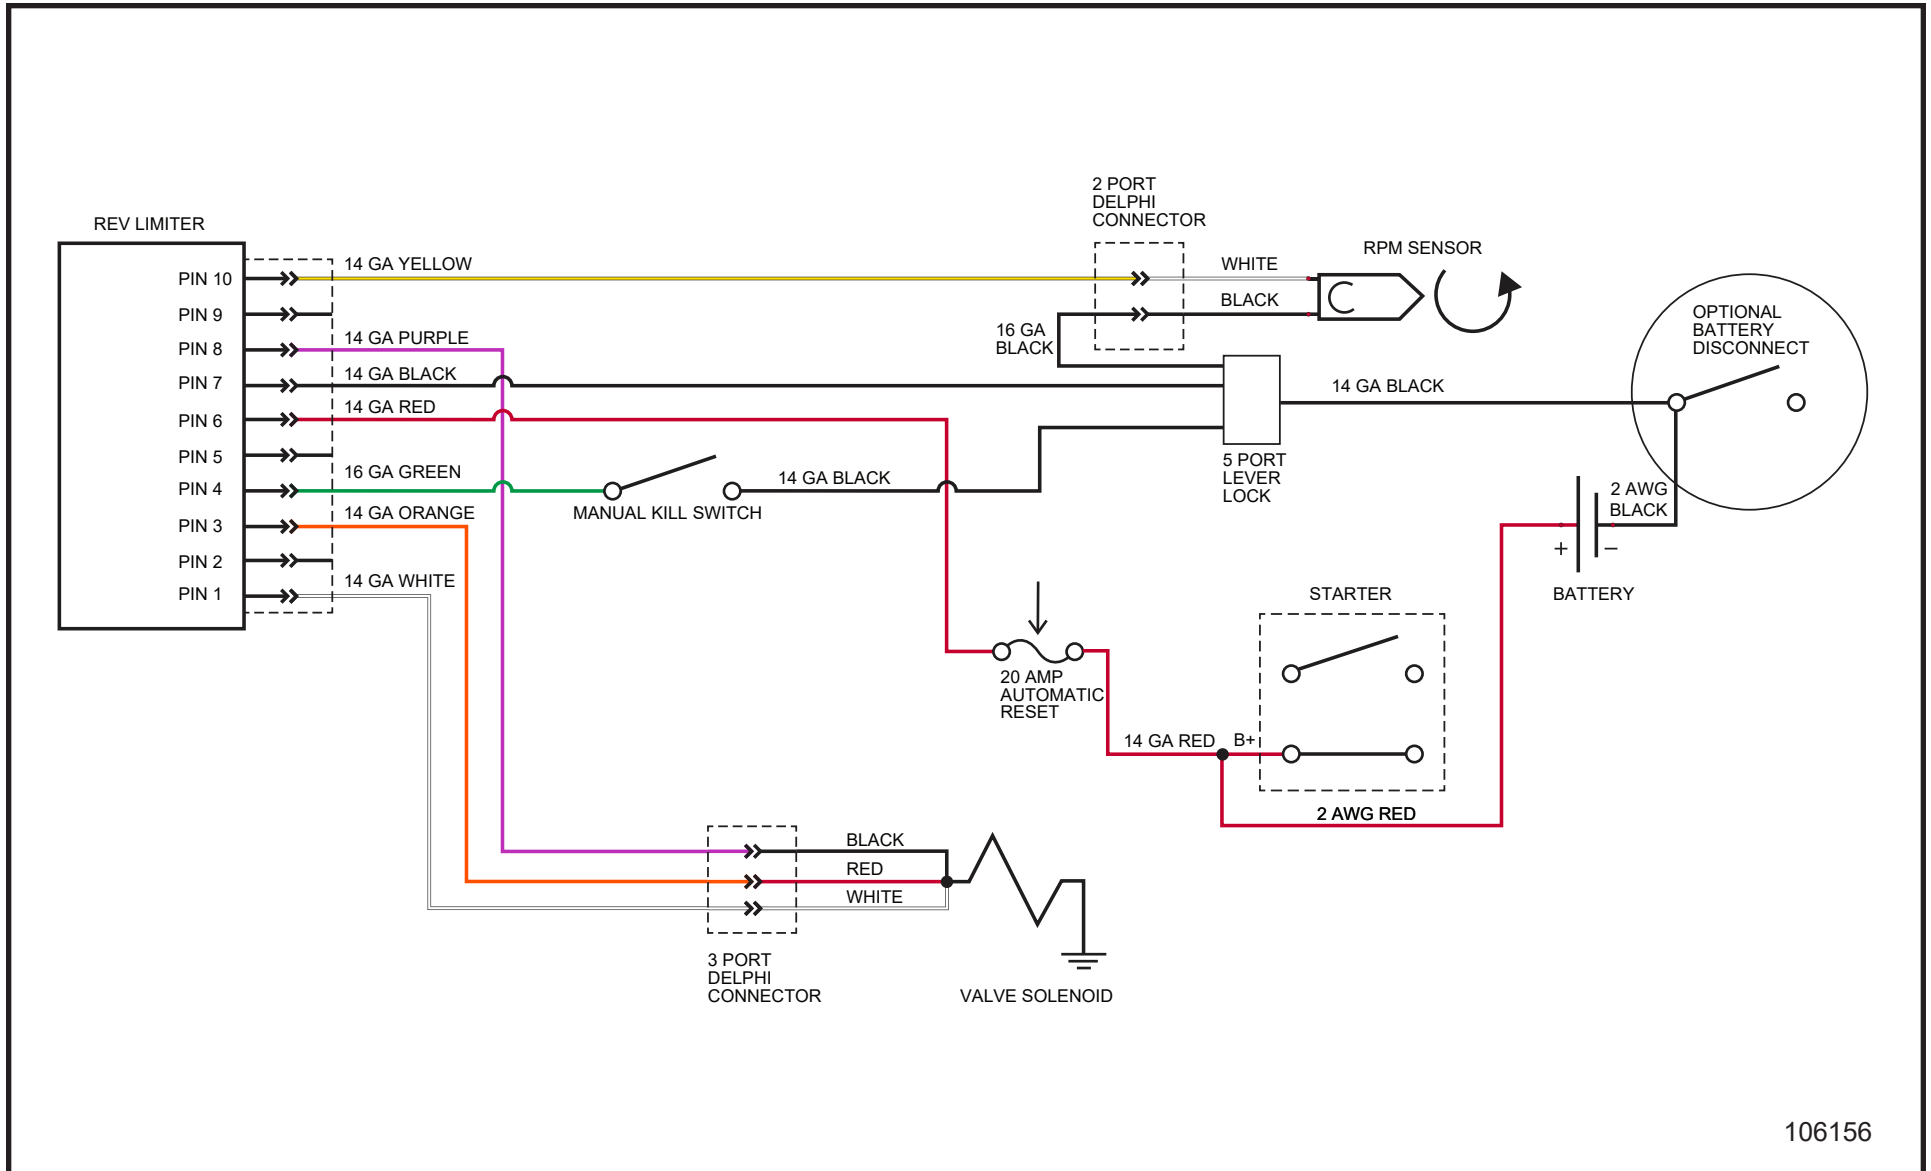 2 PORT
DELPHI
CONNECTOR
REV LIMITER
RPM SENSOR
PIN 10
14 GA YELLOW
WHITE
PIN 9
BLACK
OPTIONAL
BATTERY
DISCONNECT
16 GA
BLACK
PIN 8
14 GA PURPLE
PIN 7
14 GA BLACK
14 GA BLACK
PIN 6
14 GA RED
PIN 5
5 PORT
LEVER
LOCK
PIN 4
16 GA GREEN
14 GA BLACK
MANUAL KILL SWITCH
2 AWG
BLACK
PIN 3
14 GA ORANGE
PIN 2
+
–
PIN 1
14 GA WHITE
STARTER
BATTERY
20 AMP
AUTOMATIC
RESET
14 GA RED
B+
2 AWG RED
BLACK
RED
WHITE
3 PORT
DELPHI
CONNECTOR
VALVE SOLENOID
106156